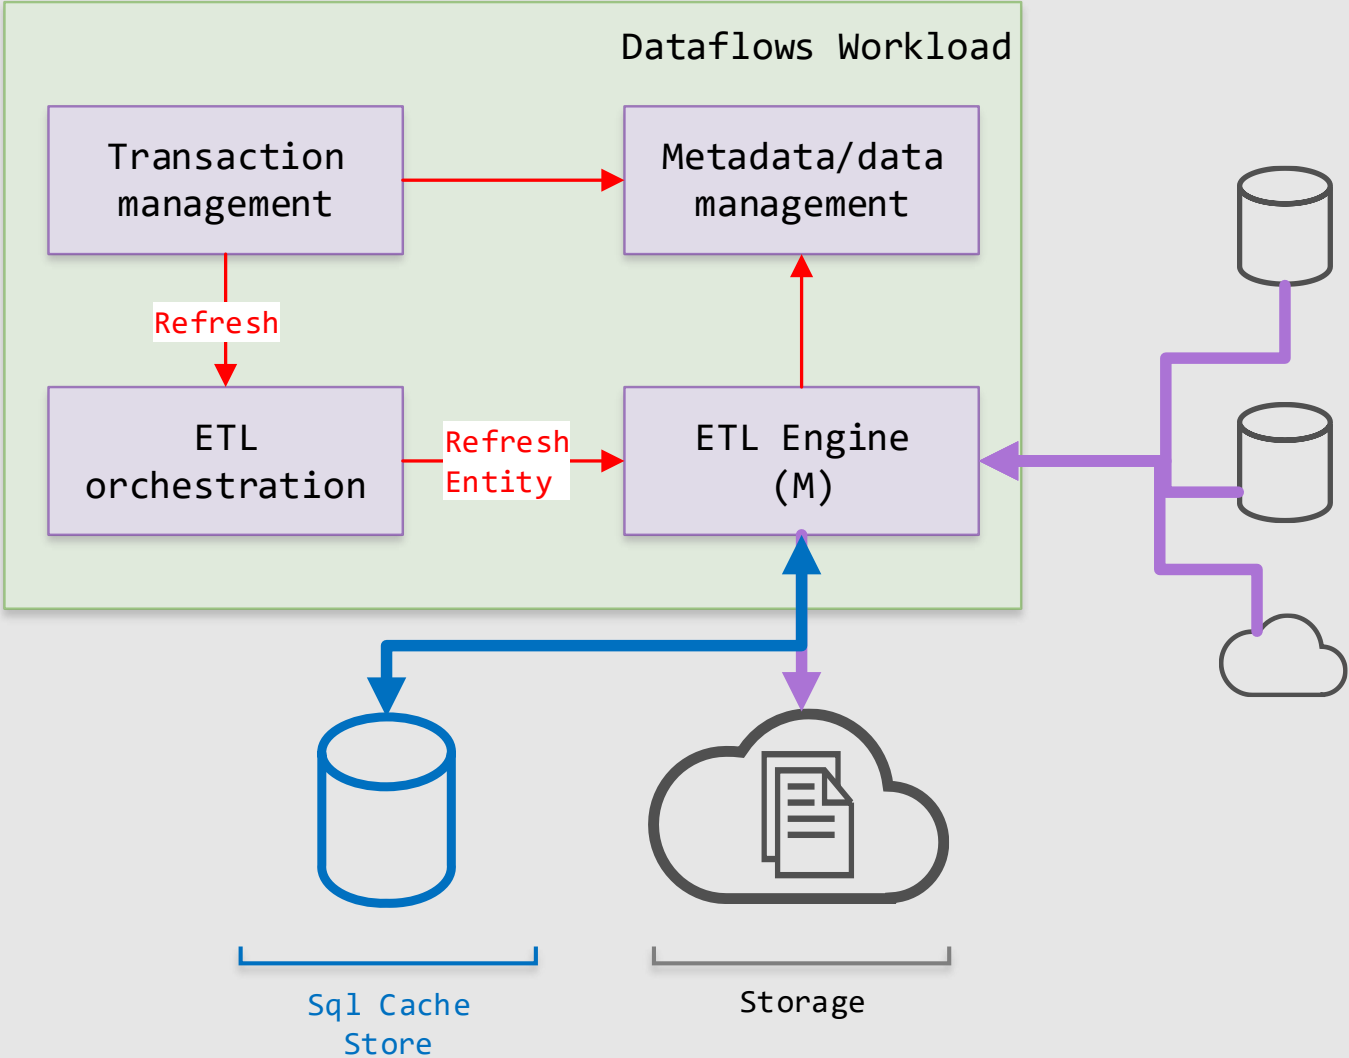 Dataflows Workload
Transaction
management
Metadata/data
management
Refresh
ETL
orchestration
Refresh
Entity
ETL Engine
(M)
Sql Cache
Store
Storage